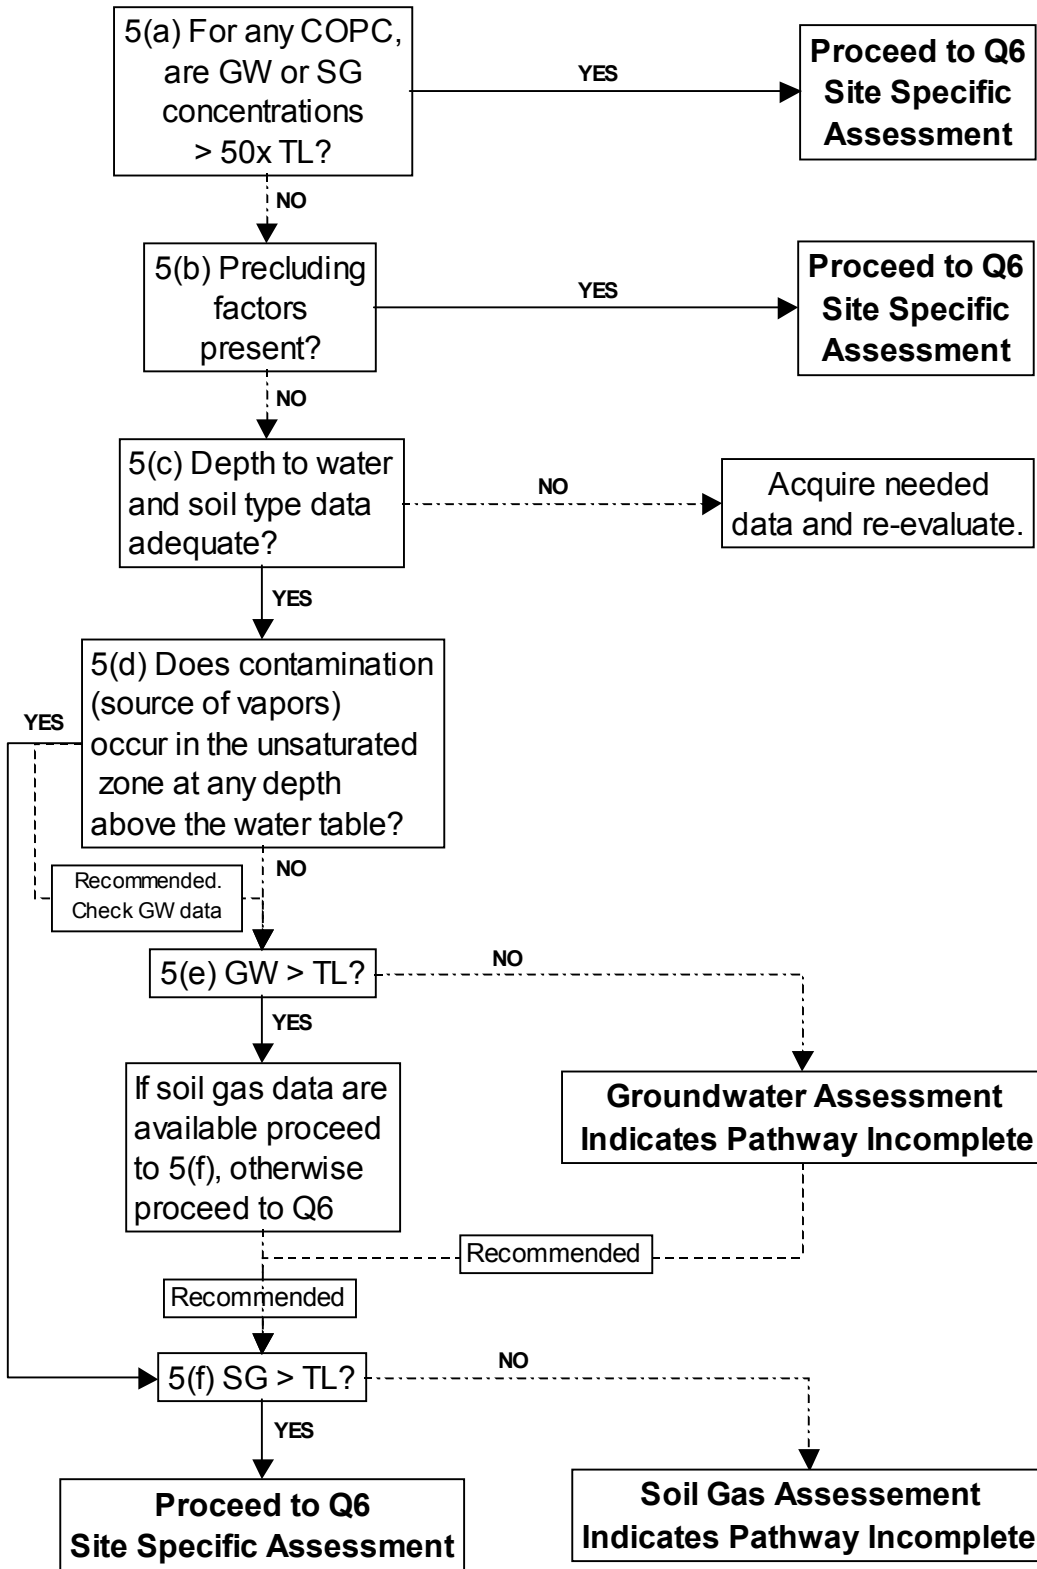 5(a) For any COPC,
are GW or SG
concentrations
> 50x TL?
YES
Proceed to Q6
Site Specific
Assessment
NO
5(b) Precluding
factors
present?
YES
Proceed to Q6
Site Specific
Assessment
NO
5(c) Depth to water
and soil type data
adequate?
NO
Acquire needed
data and re-evaluate.
YES
5(d) Does contamination
(source of vapors)
occur in the unsaturated
zone at any depth
above the water table?
YES
NO
Recommended.
Check GW data
5(e) GW > TL?
NO
YES
If soil gas data are
available proceed
to 5(f), otherwise
proceed to Q6
Groundwater Assessment
Indicates Pathway Incomplete
Recommended
Recommended
5(f) SG > TL?
NO
YES
Proceed to Q6
Site Specific Assessment
Soil Gas Assessement
Indicates Pathway Incomplete